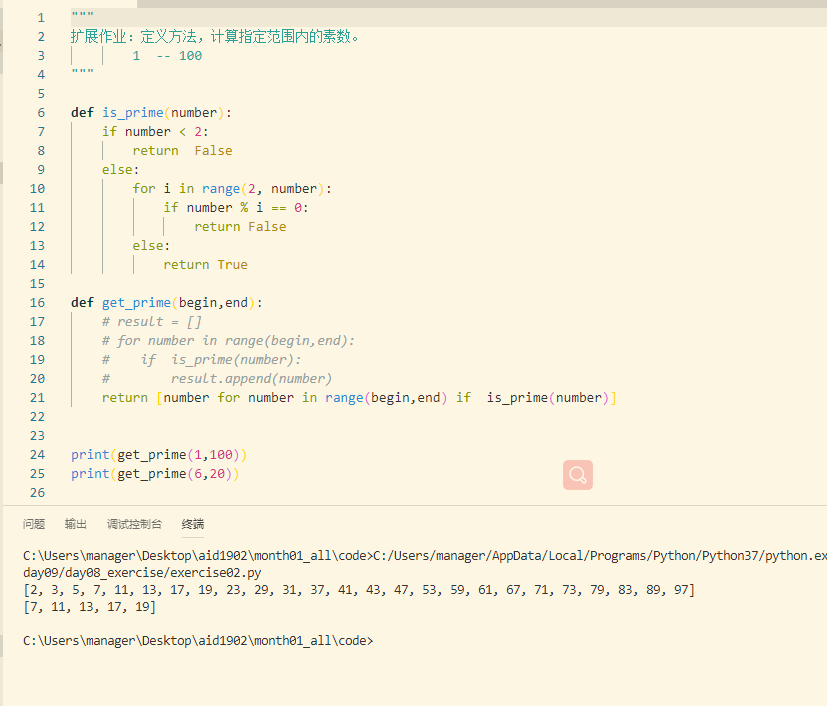 1 """
2 扩展作业: 定义方法, 计算指定范围内的素数。
3 1 -- 100
4 """
5
6 def is_prime(number):
7 if number < 2:
8 return  False
9 else:
10 for i in range(2, number):
11 if number % i == 0:
12 return False
13 else:
14 return True
15
16 def get_prime(begin,end):
17 # result = []
18 # for number in range(begin,end):
19 #    if  is_prime(number):
20 #        result.append(number)
21 return [number for number in range(begin,end) if  is_prime(number)]
22
23
24 print(get_prime(1,100))
25 print(get_prime(6,20))
26
问题 输出 调试控制台 终端
C:\Users\manager\Desktop\aid1902\month01_all\code>C:/Users/manager/AppData/Local/Programs/Python/Python37/python.ex
day09/day08_exercise/exercise02.py
[2, 3, 5, 7, 11, 13, 17, 19, 23, 29, 31, 37, 41, 43, 47, 53, 59, 61, 67, 71, 73, 79, 83, 89, 97]
[7, 11, 13, 17, 19]
C:\Users\manager\Desktop\aid1902\month01_all\code>